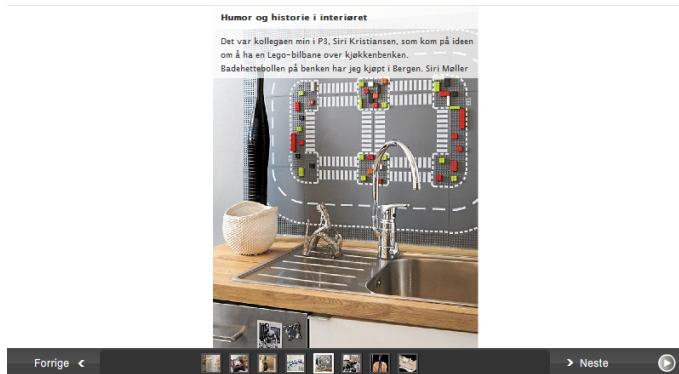 Humor og historie i interiøret
Det var kollegaen min i P3, Siri Kristiansen, som kom på ideen
om å ha en Lego-bilbane over kjøkkenbenken.
Badehettebollen på benken har jeg kjøpt i Bergen. Siri Møller
Forrige
Neste